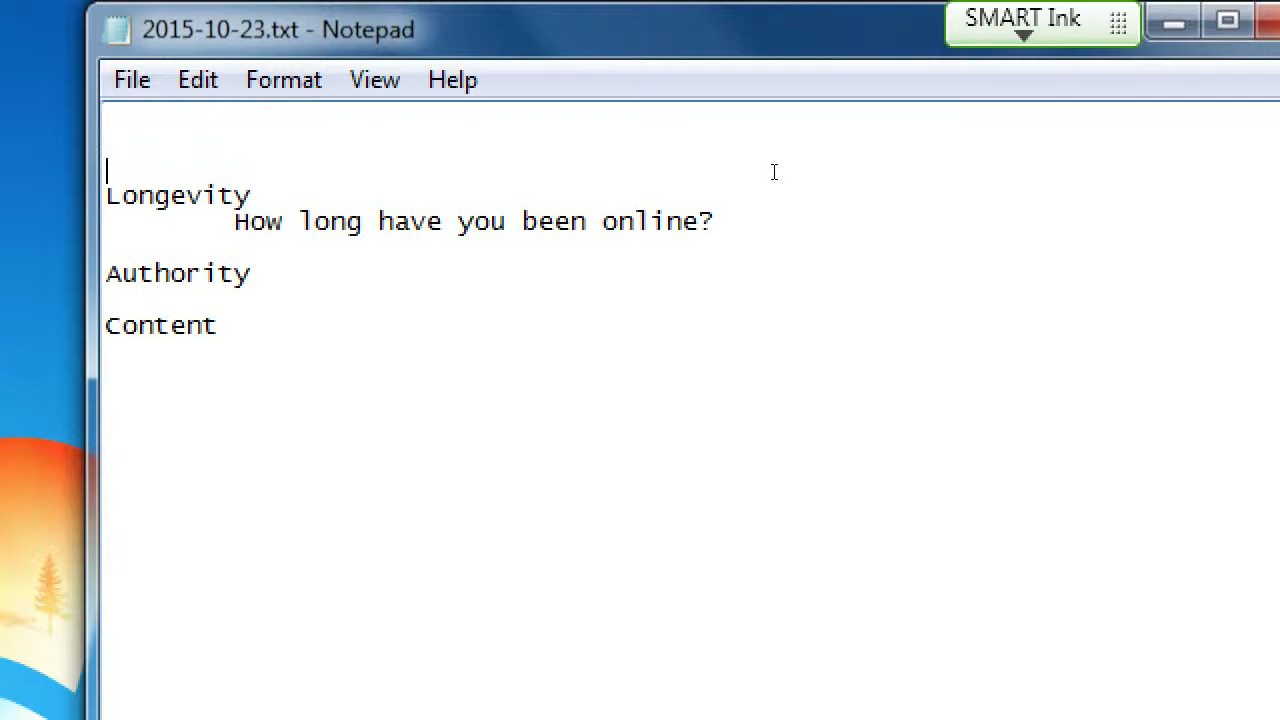 2015-10-23.txt - Notepad
SMART Ink
File Edit Format View Help
Longevity
How long have you been online?
Authority
Content